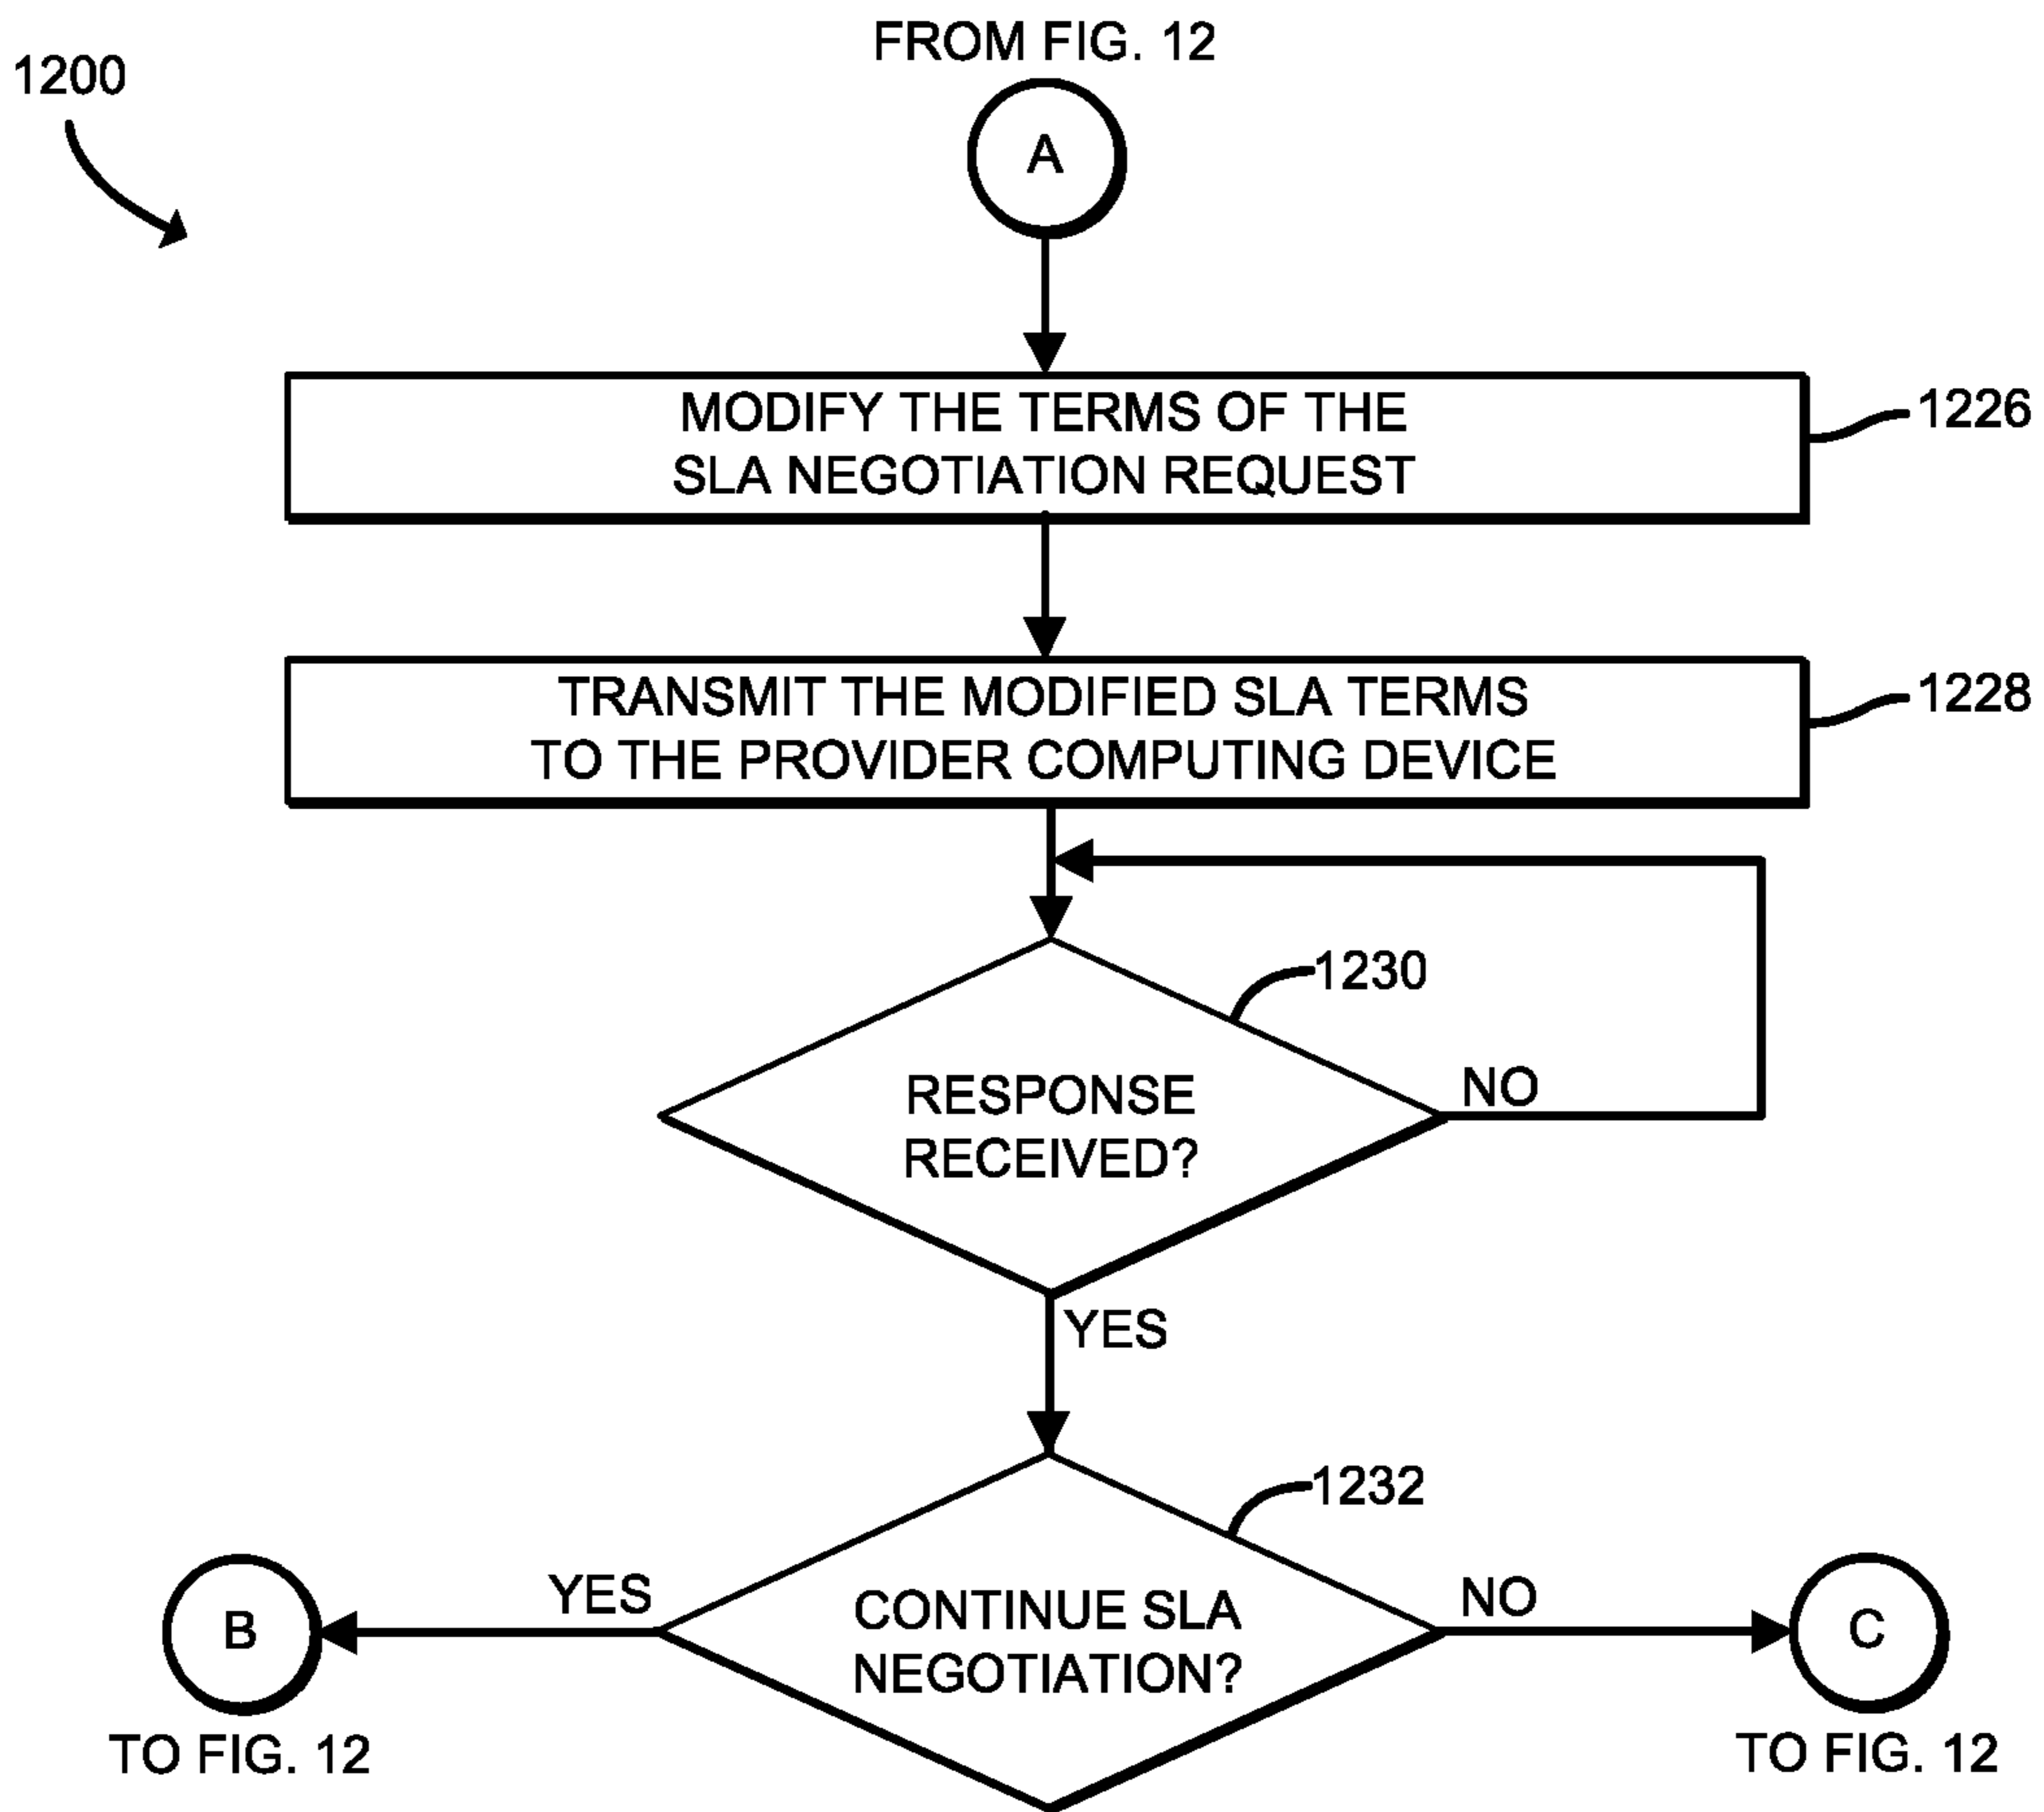 FROM FIG. 12
1200
A
MODIFY THE TERMS OF THE
SLA NEGOTIATION REQUEST
1226
TRANSMIT THE MODIFIED SLA TERMS
TO THE PROVIDER COMPUTING DEVICE
1228
1230
RESPONSE
RECEIVED?
NO
YES
1232
YES
CONTINUE SLA
NEGOTIATION?
NO
B
C
TO FIG. 12
TO FIG. 12